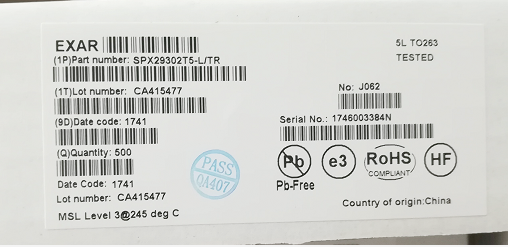 EXAR
5L TO263
TESTED
(1P)Part number: SPX29302T5-L/TR
(1T)Lot number: CA415477
No: J062
(9D)Date code: 1741
Serial No.: 1746003384N
(Q)Quantity: 500
PASS
QA407
Pb
e3
RoHS
COMPLIANT
HF
Pb-Free
Date Code: 1741
Lot number: CA415477
Country of origin:China
MSL Level 3@245 deg C